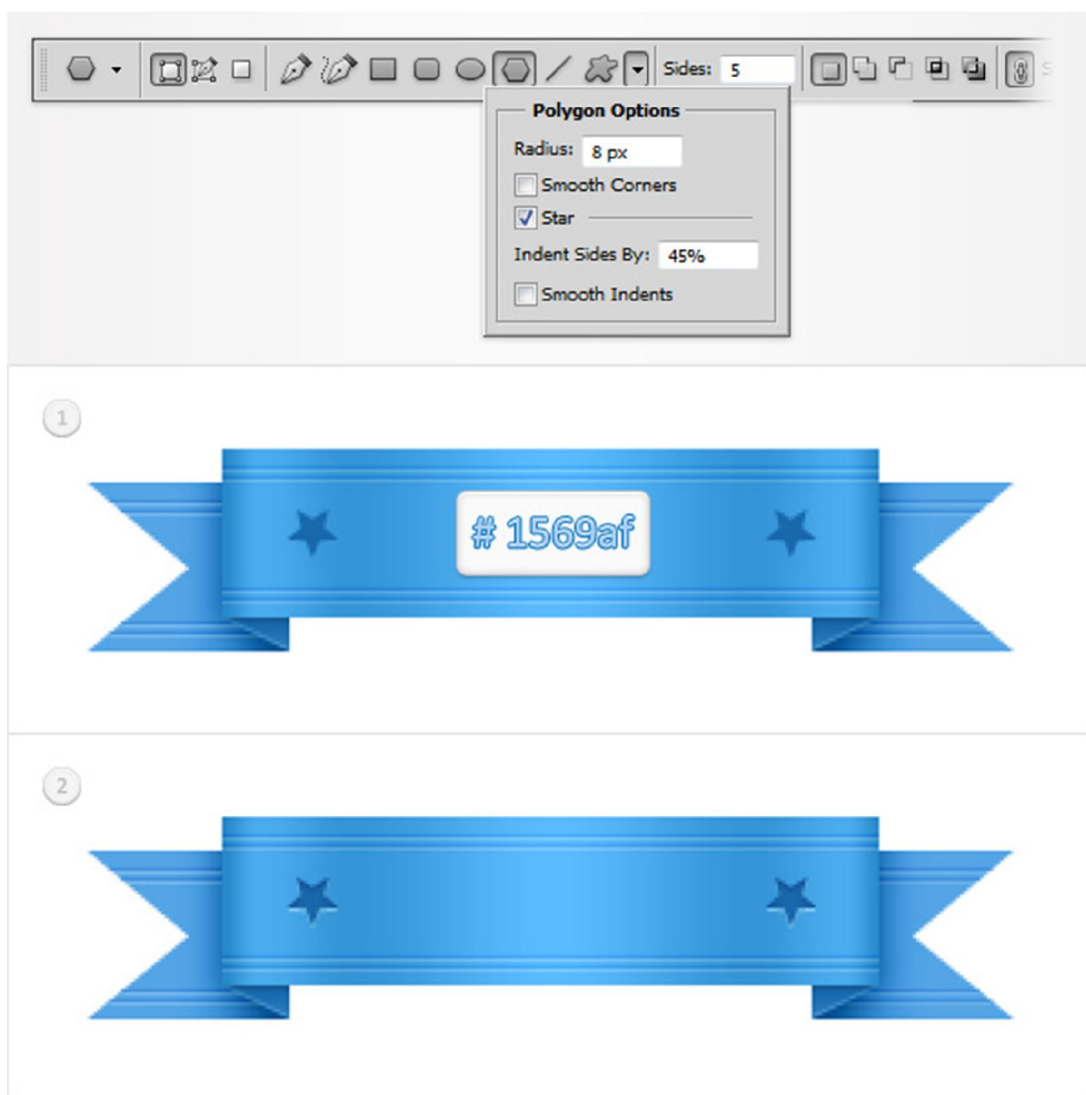 Sides: 5
Polygon Options
Radius: 8 px
Smooth Corners
Star
Indent Sides By: 45%
Smooth Indents
1
# 1569af
2